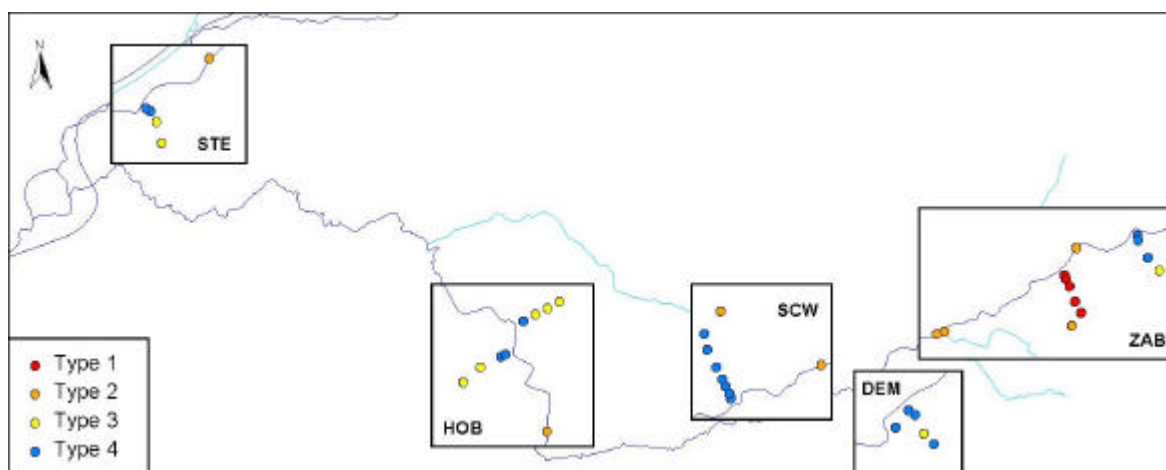 N
STE
SCW
ZAB
DEM
HOB
Type 1
Type 2
Type 3
Type 4